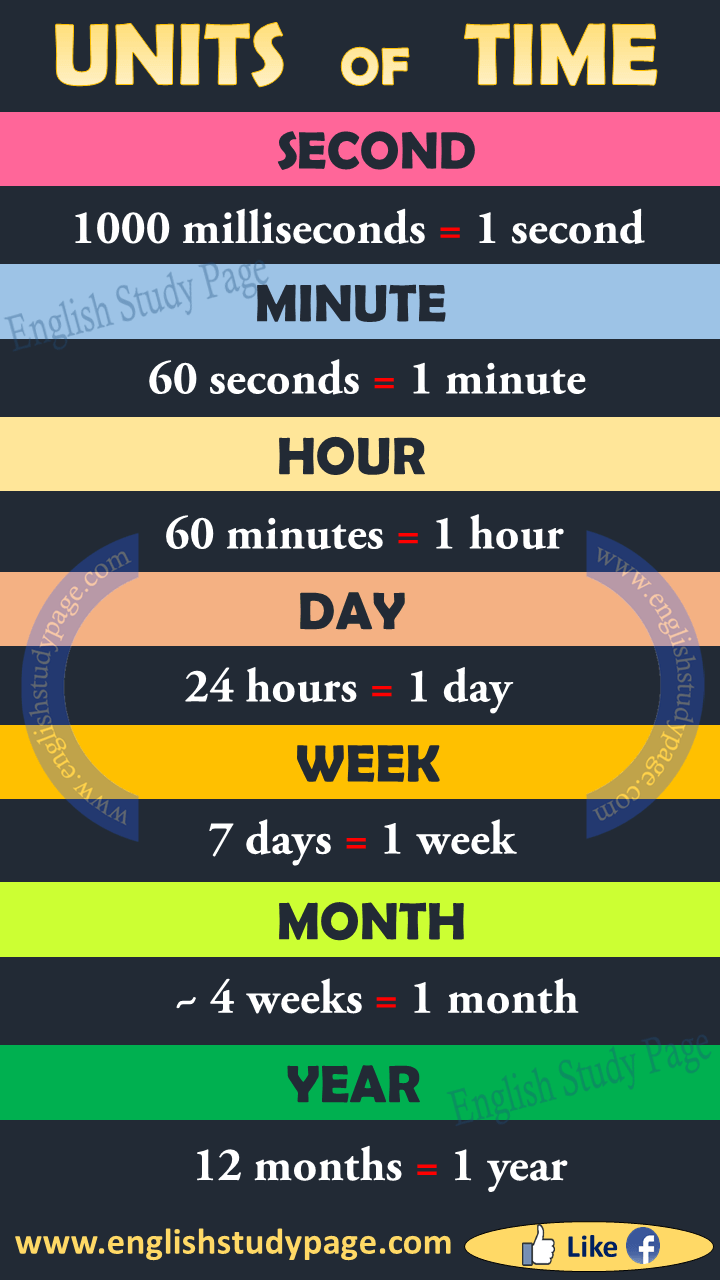 UNITS OF TIME
SECOND
1000 milliseconds = 1 second
English Study Page
MINUTE
60 seconds = 1 minute
HOUR
60 minutes = 1 hour
www.englishstudypage.com
www.englishstudypage.com
DAY
24 hours = 1 day
WEEK
7 days = 1 week
MONTH
~ 4 weeks = 1 month
YEAR
English Study Page
12 months = 1 year
www.englishstudypage.com
Like f